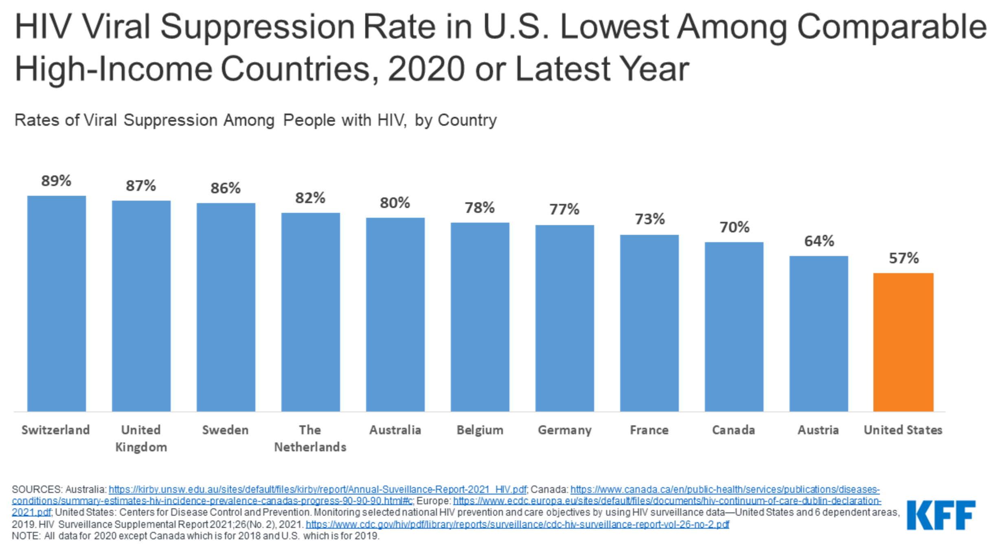 HIV Viral Suppression Rate in U.S. Lowest Among Comparable
High-Income Countries, 2020 or Latest Year
Rates of Viral Suppression Among People with HIV, by Country
89%
87%
86%
82%
80%
78%
77%
73%
70%
64%
57%
Switzerland
United
Kingdom
Sweden
The
Netherlands
Australia
Belgium
Germany
France
Canada
Austria
United States
SOURCES: Australia: https://kirby.unsw.edu.au/sites/default/files/kirby/report/Annual-Suveillance-Report-2021_HIV.pdf; Canada: https://www.canada.ca/en/public-health/services/publications/diseases-
conditions/summary-estimates-hiv-incidence-prevalence-canadas-progress-90-90-90.html#c; Europe: https://www.ecdc.europa.eu/sites/default/files/documents/hiv-continuum-of-care-dublin-declaration-
2021.pdf; United States: Centers for Disease Control and Prevention. Monitoring selected national HIV prevention and care objectives by using HIV surveillance data—United States and 6 dependent areas,
2019. HIV Surveillance Supplemental Report 2021;26(No. 2), 2021. https://www.cdc.gov/hiv/pdf/library/reports/surveillance/cdc-hiv-surveillance-report-vol-26-no-2.pdf
NOTE: All data for 2020 except Canada which is for 2018 and U.S. which is for 2019.
KFF